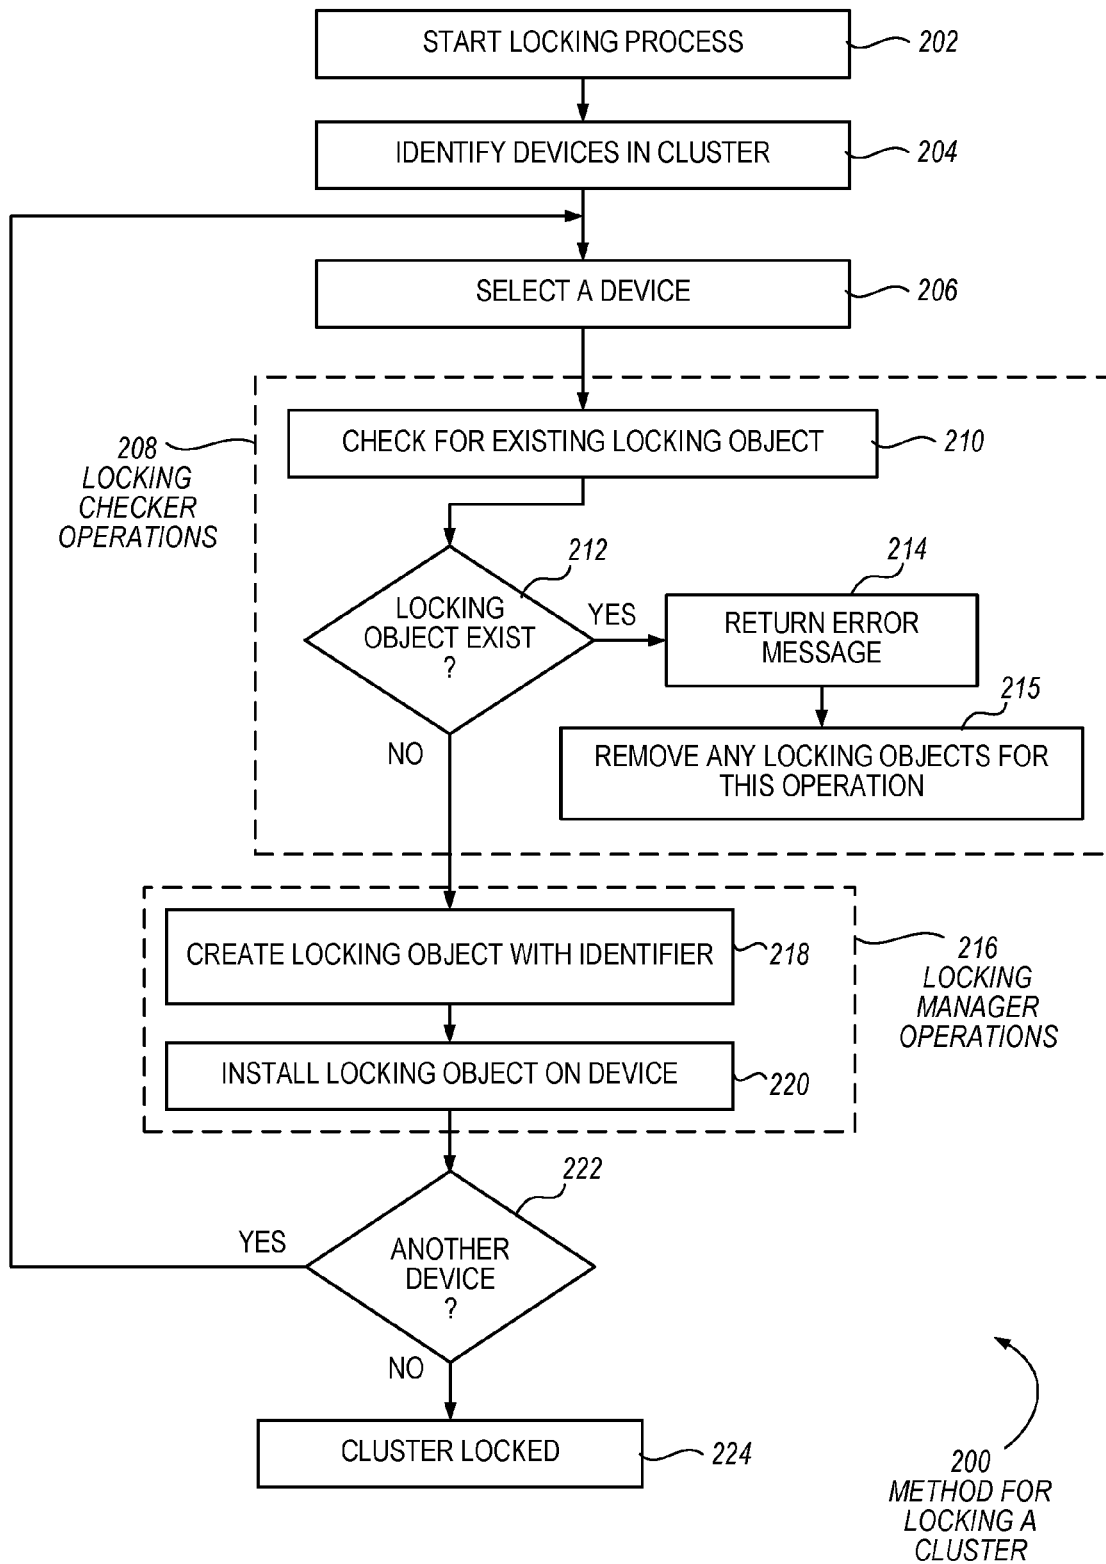 START LOCKING PROCESS
202
IDENTIFY DEVICES IN CLUSTER
204
SELECT A DEVICE
206
208
LOCKING
CHECKER
OPERATIONS
CHECK FOR EXISTING LOCKING OBJECT
210
212
LOCKING
OBJECT EXIST
?
YES
214
RETURN ERROR
MESSAGE
215
REMOVE ANY LOCKING OBJECTS FOR
THIS OPERATION
NO
216
LOCKING
MANAGER
OPERATIONS
CREATE LOCKING OBJECT WITH IDENTIFIER
218
INSTALL LOCKING OBJECT ON DEVICE
220
222
YES
ANOTHER
DEVICE
?
NO
CLUSTER LOCKED
224
200
METHOD FOR
LOCKING A
CLUSTER